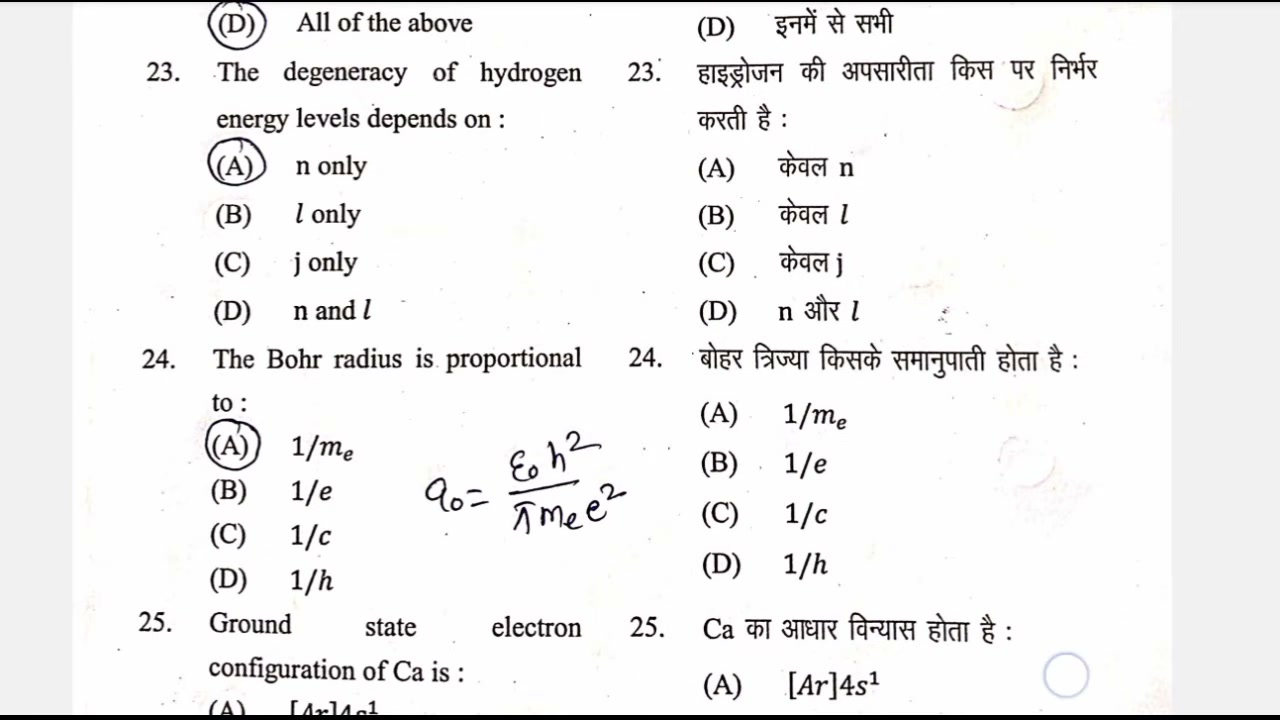 (D) All of the above
23. The degeneracy of hydrogen
energy levels depends on :
(A) n only
(B) l only
(C) j only
(D) n and l
24. The Bohr radius is proportional
to :
(A) 1/mₑ
(B) 1/e
(C) 1/c
(D) 1/h
a₀ = ε₀h² / πmₑe²
25. Ground state electron
configuration of Ca is :
(A) [Ar]4s¹
(D) इनमें से सभी
23. हाइड्रोजन की अपसारीता किस पर निर्भर
करती है :
(A) केवल n
(B) केवल l
(C) केवल j
(D) n और l
24. बोहर त्रिज्या किसके समानुपाती होता है :
(A) 1/mₑ
(B) 1/e
(C) 1/c
(D) 1/h
25. Ca का आधार विन्यास होता है :
(A) [Ar]4s¹